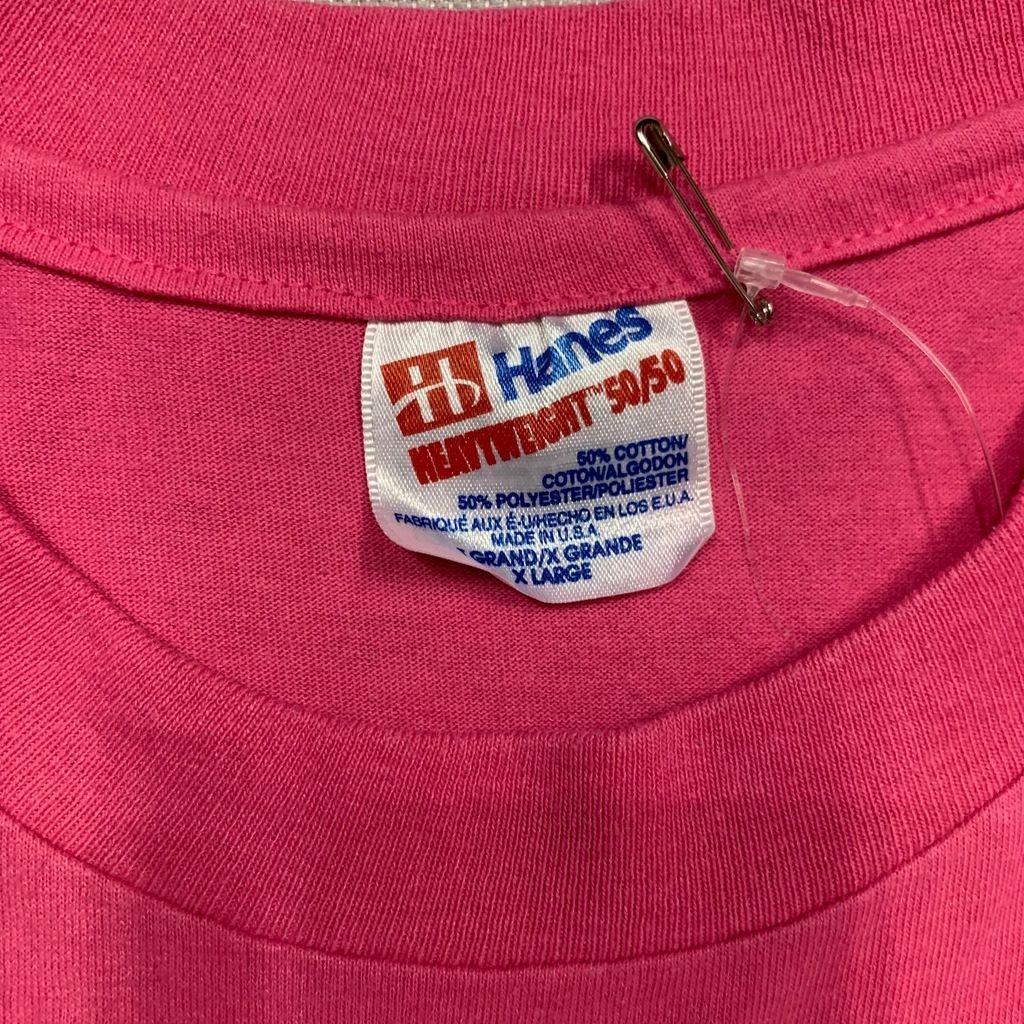 Hanes
HEAVYWEIGHT™ 50/50
50% COTTON/
COTON/ALGODON
50% POLYESTER/POLIESTER
FABRIQUÉ AUX É-U/HECHO EN LOS E.U.A.
MADE IN U.S.A
GRAND/X GRANDE
X LARGE